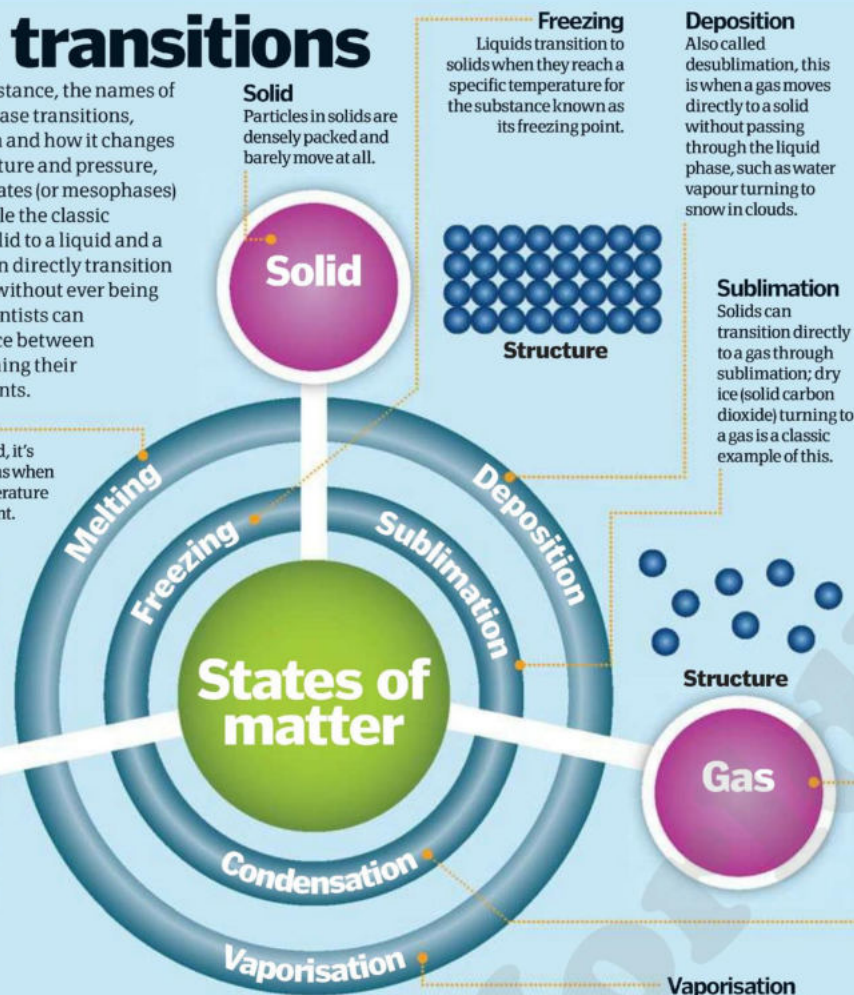 transitions
stance, the names of
ase transitions,
and how it changes
ture and pressure,
ates (or mesophases)
le the classic
lid to a liquid and a
n directly transition
without ever being
ntists can
ce between
ning their
nts.
d, it's
as when
erature
nt.
Solid
Particles in solids are
densely packed and
barely move at all.
Freezing
Liquids transition to
solids when they reach a
specific temperature for
the substance known as
its freezing point.
Deposition
Also called
desublimation, this
is when a gas moves
directly to a solid
without passing
through the liquid
phase, such as water
vapour turning to
snow in clouds.
Solid
Structure
Sublimation
Solids can
transition directly
to a gas through
sublimation; dry
ice (solid carbon
dioxide) turning to
a gas is a classic
example of this.
Melting
Freezing
Sublimation
Deposition
States of
matter
Structure
Gas
Condensation
Vaporisation
Vaporisation